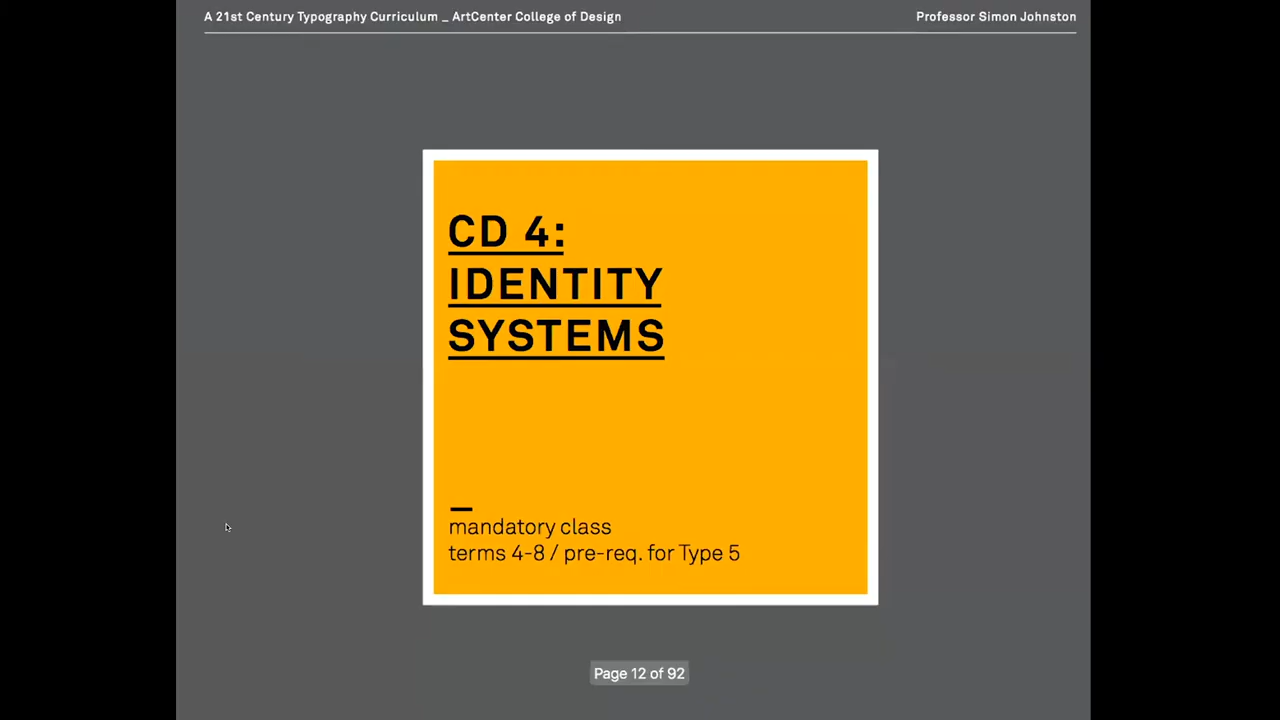 A 21st Century Typography Curriculum _ ArtCenter College of Design
Professor Simon Johnston
CD 4:
IDENTITY
SYSTEMS
mandatory class
terms 4-8 / pre-req. for Type 5
Page 12 of 92